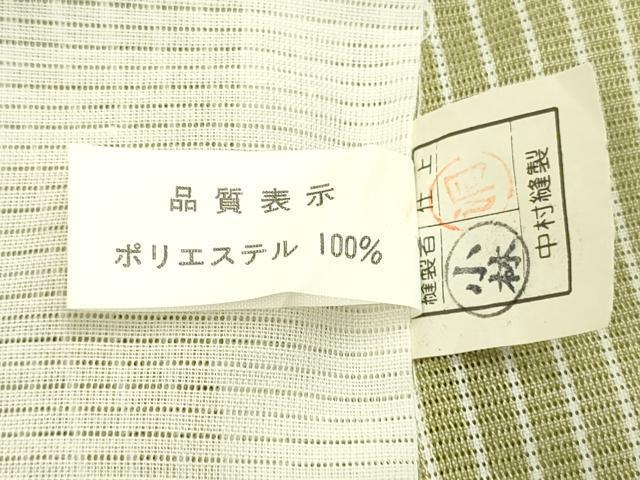 品質表示
ポリエステル 100%
仕上
縫製者
小林
中村縫製